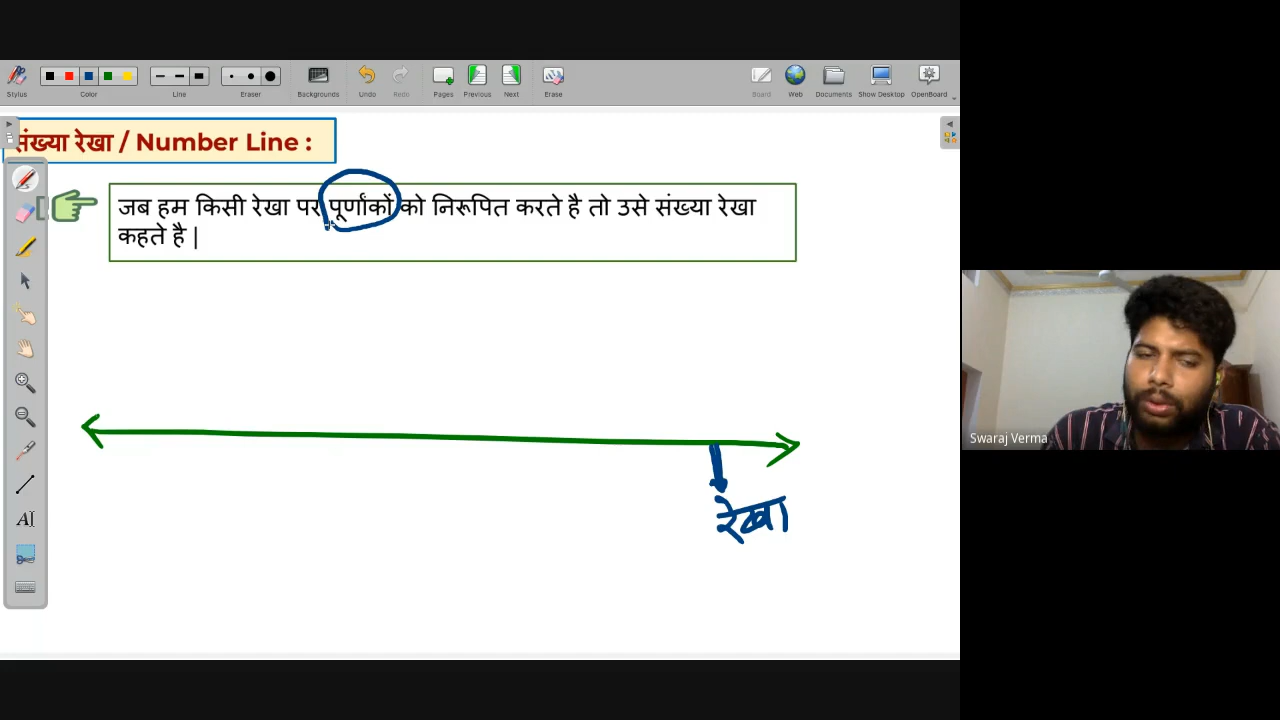 Stylus
Color
Line
Eraser
Backgrounds
Undo
Redo
Pages
Previous
Next
Erase
Board
Web
Documents
Show Desktop
OpenBoard
संख्या रेखा / Number Line :
जब हम किसी रेखा पर पूर्णांकों को निरूपित करते है तो उसे संख्या रेखा
कहते है |
रेखा
Swaraj Verma